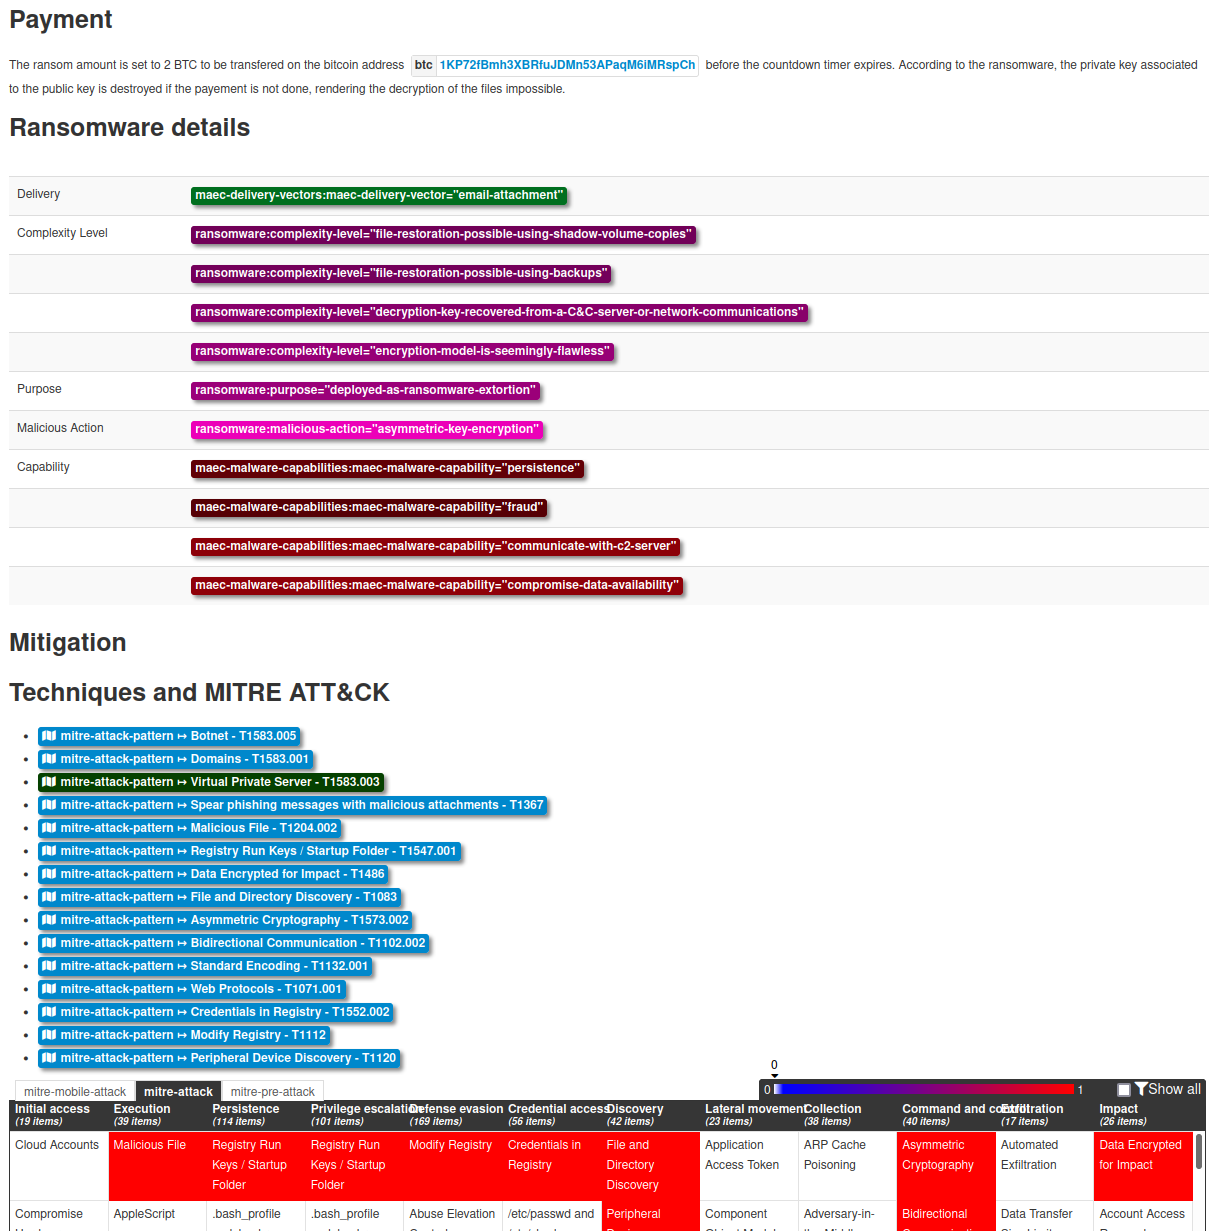 Payment
The ransom amount is set to 2 BTC to be transfered on the bitcoin address btc 1KP72fBmh3XBRfuJDMn53APaqM6iMRspCh before the countdown timer expires. According to the ransomware, the private key associated
to the public key is destroyed if the payement is not done, rendering the decryption of the files impossible.
Ransomware details
Delivery maec-delivery-vectors:maec-delivery-vector="email-attachment"
Complexity Level ransomware:complexity-level="file-restoration-possible-using-shadow-volume-copies"
ransomware:complexity-level="file-restoration-possible-using-backups"
ransomware:complexity-level="decryption-key-recovered-from-a-C&C-server-or-network-communications"
ransomware:complexity-level="encryption-model-is-seemingly-flawless"
Purpose ransomware:purpose="deployed-as-ransomware-extortion"
Malicious Action ransomware:malicious-action="asymmetric-key-encryption"
Capability maec-malware-capabilities:maec-malware-capability="persistence"
maec-malware-capabilities:maec-malware-capability="fraud"
maec-malware-capabilities:maec-malware-capability="communicate-with-c2-server"
maec-malware-capabilities:maec-malware-capability="compromise-data-availability"
Mitigation
Techniques and MITRE ATT&CK
mitre-attack-pattern ↦ Botnet - T1583.005
mitre-attack-pattern ↦ Domains - T1583.001
mitre-attack-pattern ↦ Virtual Private Server - T1583.003
mitre-attack-pattern ↦ Spear phishing messages with malicious attachments - T1367
mitre-attack-pattern ↦ Malicious File - T1204.002
mitre-attack-pattern ↦ Registry Run Keys / Startup Folder - T1547.001
mitre-attack-pattern ↦ Data Encrypted for Impact - T1486
mitre-attack-pattern ↦ File and Directory Discovery - T1083
mitre-attack-pattern ↦ Asymmetric Cryptography - T1573.002
mitre-attack-pattern ↦ Bidirectional Communication - T1102.002
mitre-attack-pattern ↦ Standard Encoding - T1132.001
mitre-attack-pattern ↦ Web Protocols - T1071.001
mitre-attack-pattern ↦ Credentials in Registry - T1552.002
mitre-attack-pattern ↦ Modify Registry - T1112
mitre-attack-pattern ↦ Peripheral Device Discovery - T1120
0
mitre-mobile-attack mitre-attack mitre-pre-attack 0 1 Show all
Initial access Execution Persistence Privilege escalation Defense evasion Credential access Discovery Lateral movement Collection Command and control Exfiltration Impact
(19 items) (39 items) (114 items) (101 items) (169 items) (56 items) (42 items) (23 items) (38 items) (40 items) (17 items) (26 items)
Cloud Accounts Malicious File Registry Run Registry Run Modify Registry Credentials in File and Application ARP Cache Asymmetric Automated Data Encrypted
Keys / Startup Keys / Startup Registry Directory Access Token Poisoning Cryptography Exfiltration for Impact
Folder Folder Discovery
Compromise AppleScript .bash_profile .bash_profile Abuse Elevation /etc/passwd and Peripheral Component Adversary-in- Bidirectional Data Transfer Account Access